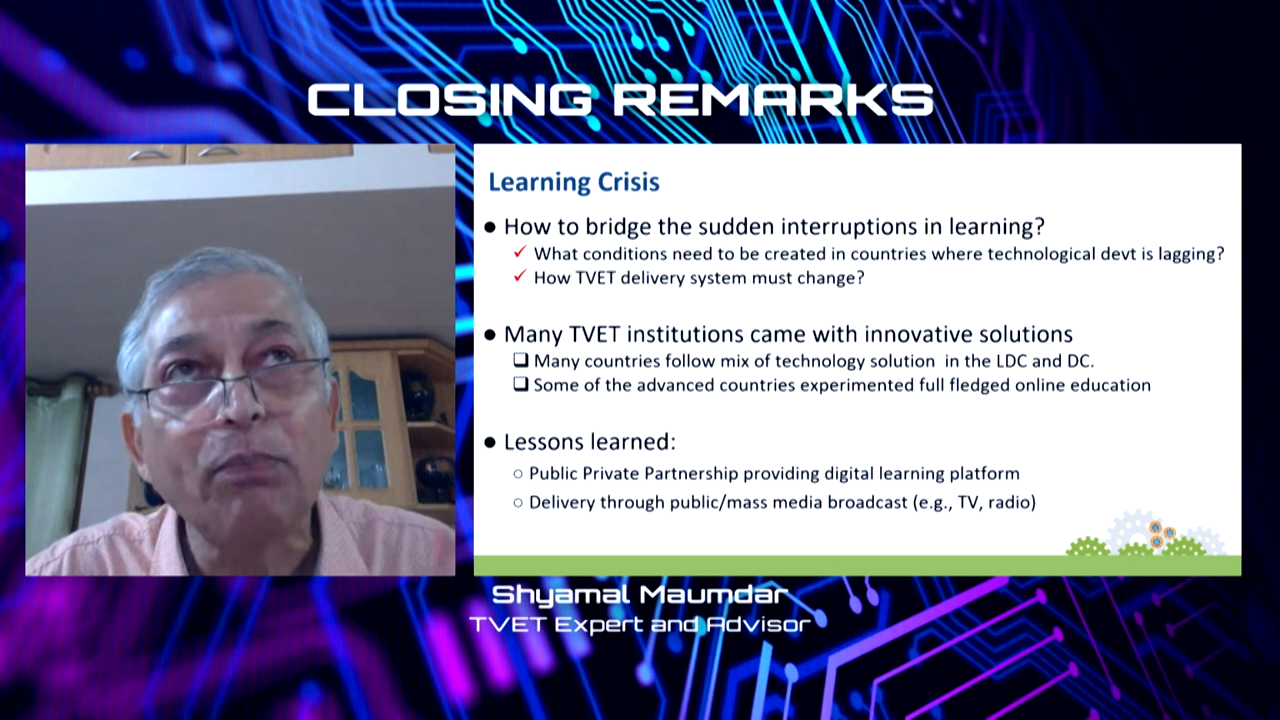 CLOSING REMARKS
Learning Crisis
● How to bridge the sudden interruptions in learning?
✓ What conditions need to be created in countries where technological devt is lagging?
✓ How TVET delivery system must change?
● Many TVET institutions came with innovative solutions
❑ Many countries follow mix of technology solution in the LDC and DC.
❑ Some of the advanced countries experimented full fledged online education
● Lessons learned:
○ Public Private Partnership providing digital learning platform
○ Delivery through public/mass media broadcast (e.g., TV, radio)
Shyamal Maumdar
TVET Expert and Advisor